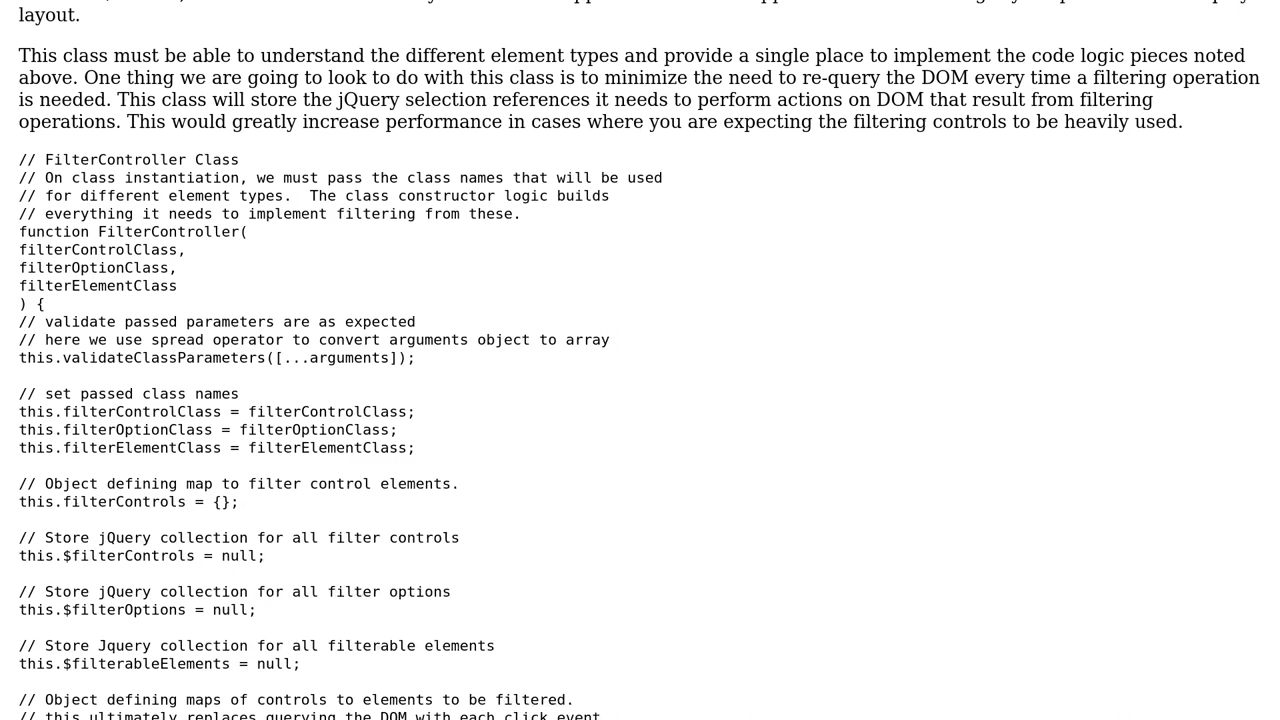 layout.
This class must be able to understand the different element types and provide a single place to implement the code logic pieces noted
above. One thing we are going to look to do with this class is to minimize the need to re-query the DOM every time a filtering operation
is needed. This class will store the jQuery selection references it needs to perform actions on DOM that result from filtering
operations. This would greatly increase performance in cases where you are expecting the filtering controls to be heavily used.
// FilterController Class
// On class instantiation, we must pass the class names that will be used
// for different element types.  The class constructor logic builds
// everything it needs to implement filtering from these.
function FilterController(
filterControlClass,
filterOptionClass,
filterElementClass
) {
// validate passed parameters are as expected
// here we use spread operator to convert arguments object to array
this.validateClassParameters([...arguments]);
// set passed class names
this.filterControlClass = filterControlClass;
this.filterOptionClass = filterOptionClass;
this.filterElementClass = filterElementClass;
// Object defining map to filter control elements.
this.filterControls = {};
// Store jQuery collection for all filter controls
this.$filterControls = null;
// Store jQuery collection for all filter options
this.$filterOptions = null;
// Store Jquery collection for all filterable elements
this.$filterableElements = null;
// Object defining maps of controls to elements to be filtered.
// this ultimately replaces querying the DOM with each click event